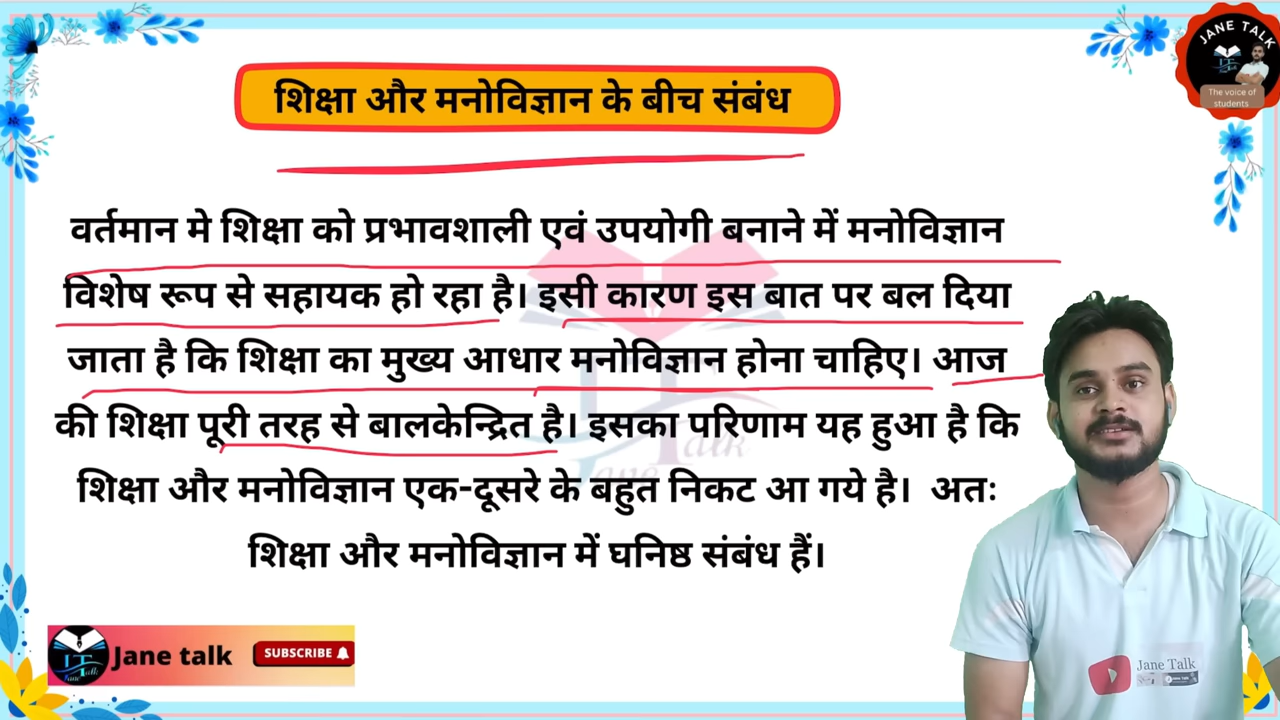 शिक्षा और मनोविज्ञान के बीच संबंध
वर्तमान मे शिक्षा को प्रभावशाली एवं उपयोगी बनाने में मनोविज्ञान
विशेष रूप से सहायक हो रहा है। इसी कारण इस बात पर बल दिया
जाता है कि शिक्षा का मुख्य आधार मनोविज्ञान होना चाहिए। आज
की शिक्षा पूरी तरह से बालकेन्द्रित है। इसका परिणाम यह हुआ है कि
शिक्षा और मनोविज्ञान एक-दूसरे के बहुत निकट आ गये है। अतः
शिक्षा और मनोविज्ञान में घनिष्ठ संबंध हैं।
JANE TALK
The voice of
students
Jane talk
SUBSCRIBE
Jane Talk